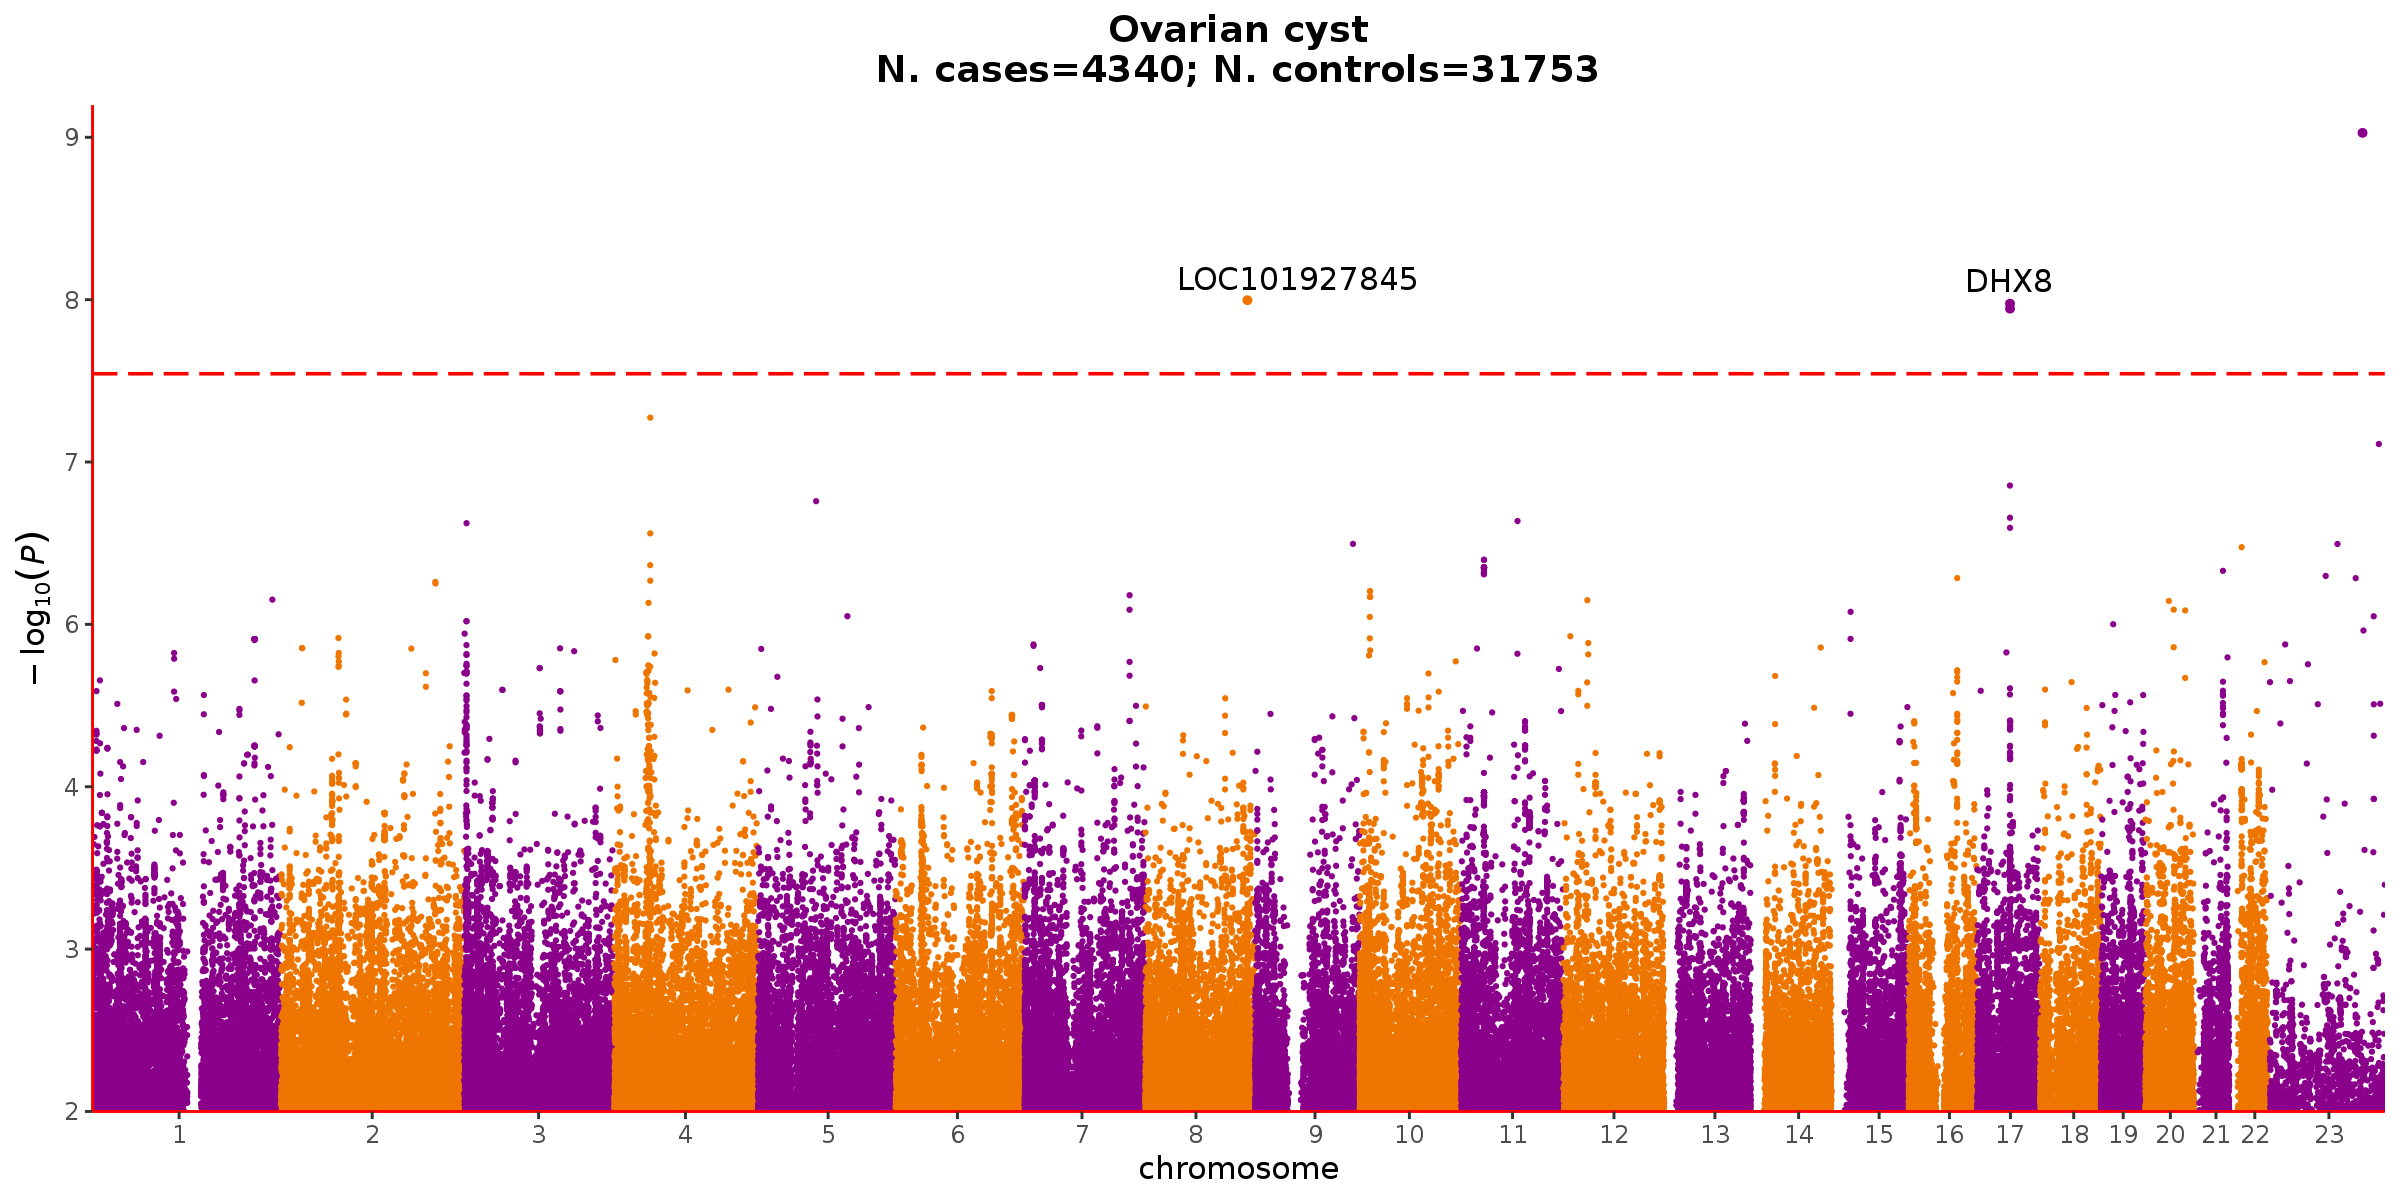 Ovarian cyst
N. cases=4340; N. controls=31753
9
8
7
6
5
4
3
2
−log10(P)
LOC101927845
DHX8
1 2 3 4 5 6 7 8 9 10 11 12 13 14 15 16 17 18 19 20 21 22 23
chromosome